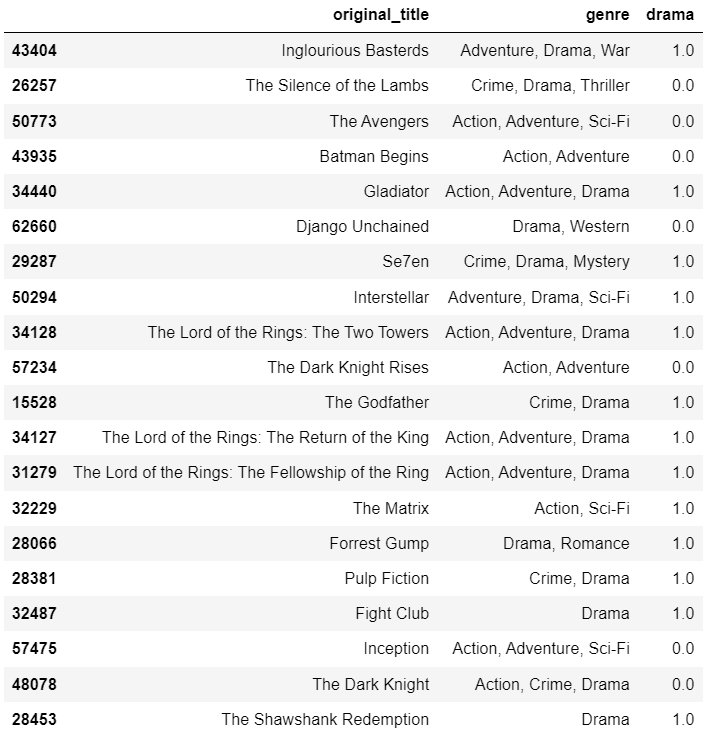 original_title genre drama
43404 Inglourious Basterds Adventure, Drama, War 1.0
26257 The Silence of the Lambs Crime, Drama, Thriller 0.0
50773 The Avengers Action, Adventure, Sci-Fi 0.0
43935 Batman Begins Action, Adventure 0.0
34440 Gladiator Action, Adventure, Drama 1.0
62660 Django Unchained Drama, Western 0.0
29287 Se7en Crime, Drama, Mystery 1.0
50294 Interstellar Adventure, Drama, Sci-Fi 1.0
34128 The Lord of the Rings: The Two Towers Action, Adventure, Drama 1.0
57234 The Dark Knight Rises Action, Adventure 0.0
15528 The Godfather Crime, Drama 1.0
34127 The Lord of the Rings: The Return of the King Action, Adventure, Drama 1.0
31279 The Lord of the Rings: The Fellowship of the Ring Action, Adventure, Drama 1.0
32229 The Matrix Action, Sci-Fi 1.0
28066 Forrest Gump Drama, Romance 1.0
28381 Pulp Fiction Crime, Drama 1.0
32487 Fight Club Drama 1.0
57475 Inception Action, Adventure, Sci-Fi 0.0
48078 The Dark Knight Action, Crime, Drama 0.0
28453 The Shawshank Redemption Drama 1.0